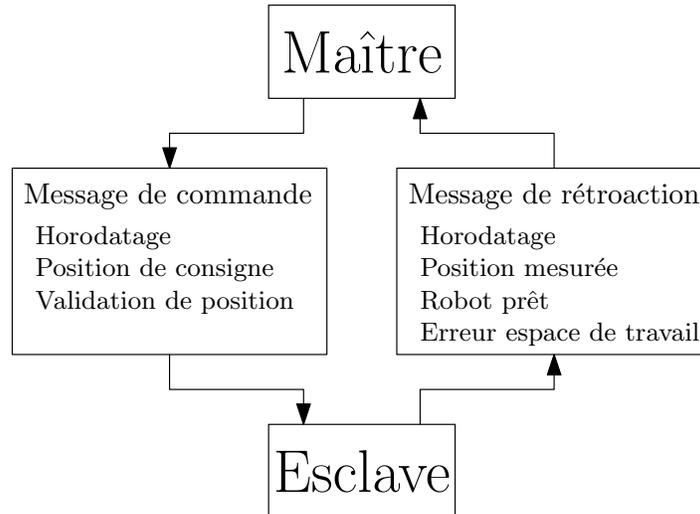 Maître
Message de commande
Horodatage
Position de consigne
Validation de position
Message de rétroaction
Horodatage
Position mesurée
Robot prêt
Erreur espace de travail
Esclave